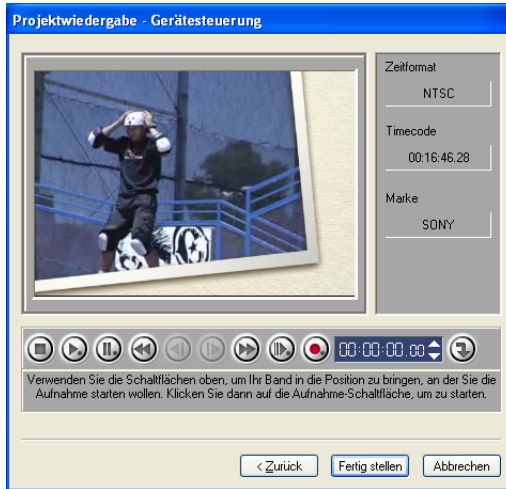 Projektwiedergabe - Gerätesteuerung
Zeitformat
NTSC
Timecode
00:16:46.28
Marke
SONY
00:00:00.00
Verwenden Sie die Schaltflächen oben, um Ihr Band in die Position zu bringen, an der Sie die
Aufnahme starten wollen. Klicken Sie dann auf die Aufnahme-Schaltfläche, um zu starten.
< Zurück
Fertig stellen
Abbrechen